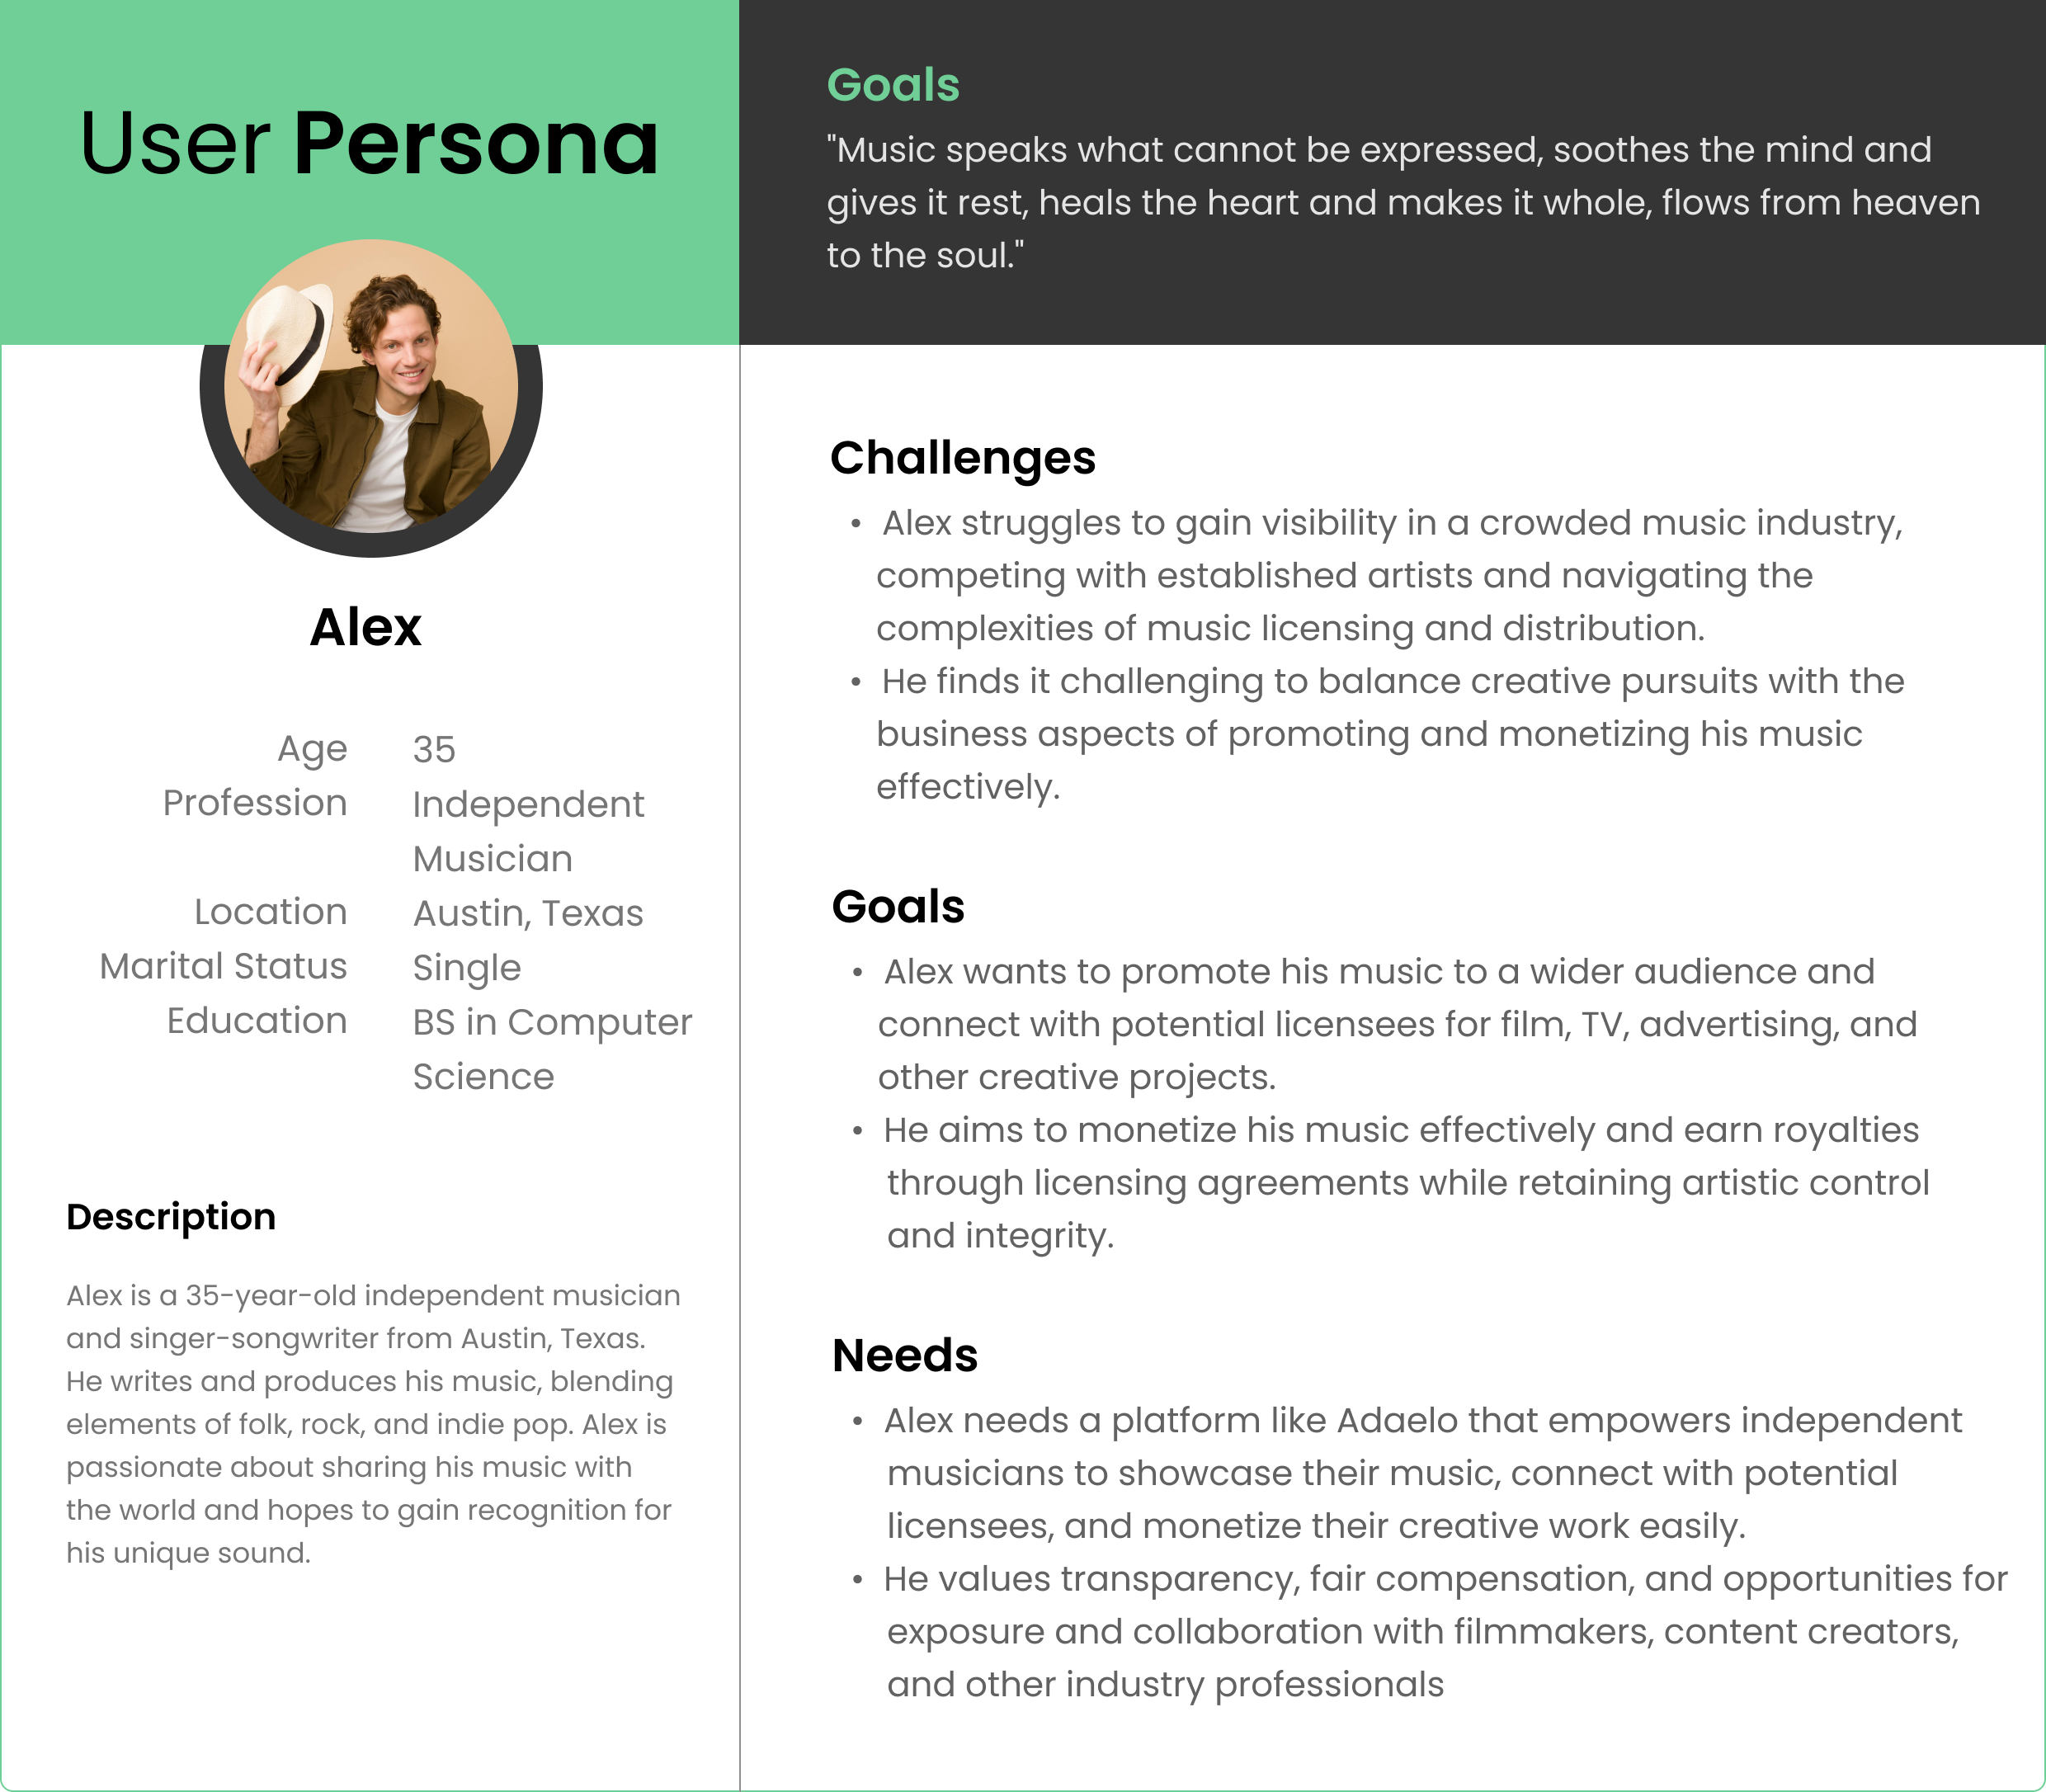 User Persona
Alex
Age 35
Profession Independent
Musician
Location Austin, Texas
Marital Status Single
Education BS in Computer
Science
Description
Alex is a 35-year-old independent musician
and singer-songwriter from Austin, Texas.
He writes and produces his music, blending
elements of folk, rock, and indie pop. Alex is
passionate about sharing his music with
the world and hopes to gain recognition for
his unique sound.
Goals
"Music speaks what cannot be expressed, soothes the mind and
gives it rest, heals the heart and makes it whole, flows from heaven
to the soul."
Challenges
• Alex struggles to gain visibility in a crowded music industry,
competing with established artists and navigating the
complexities of music licensing and distribution.
• He finds it challenging to balance creative pursuits with the
business aspects of promoting and monetizing his music
effectively.
Goals
• Alex wants to promote his music to a wider audience and
connect with potential licensees for film, TV, advertising, and
other creative projects.
• He aims to monetize his music effectively and earn royalties
through licensing agreements while retaining artistic control
and integrity.
Needs
• Alex needs a platform like Adaelo that empowers independent
musicians to showcase their music, connect with potential
licensees, and monetize their creative work easily.
• He values transparency, fair compensation, and opportunities for
exposure and collaboration with filmmakers, content creators,
and other industry professionals